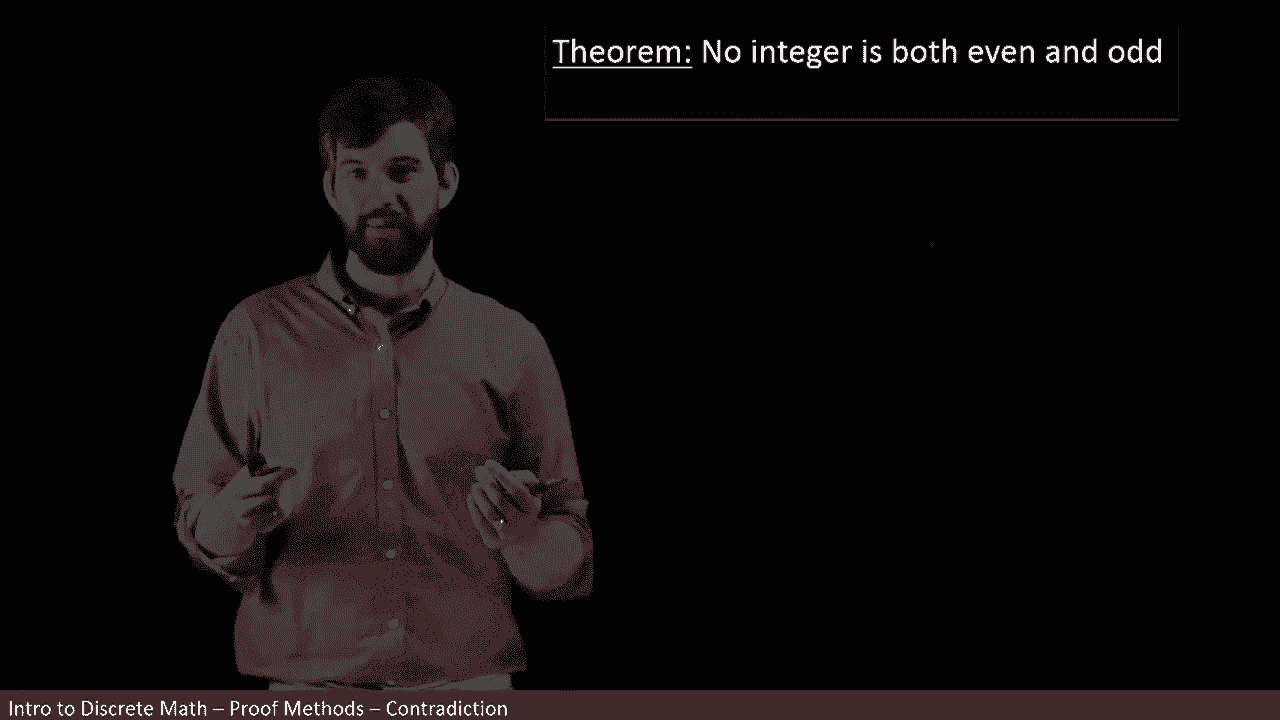 Theorem: No integer is both even and odd
Intro to Discrete Math – Proof Methods – Contradiction